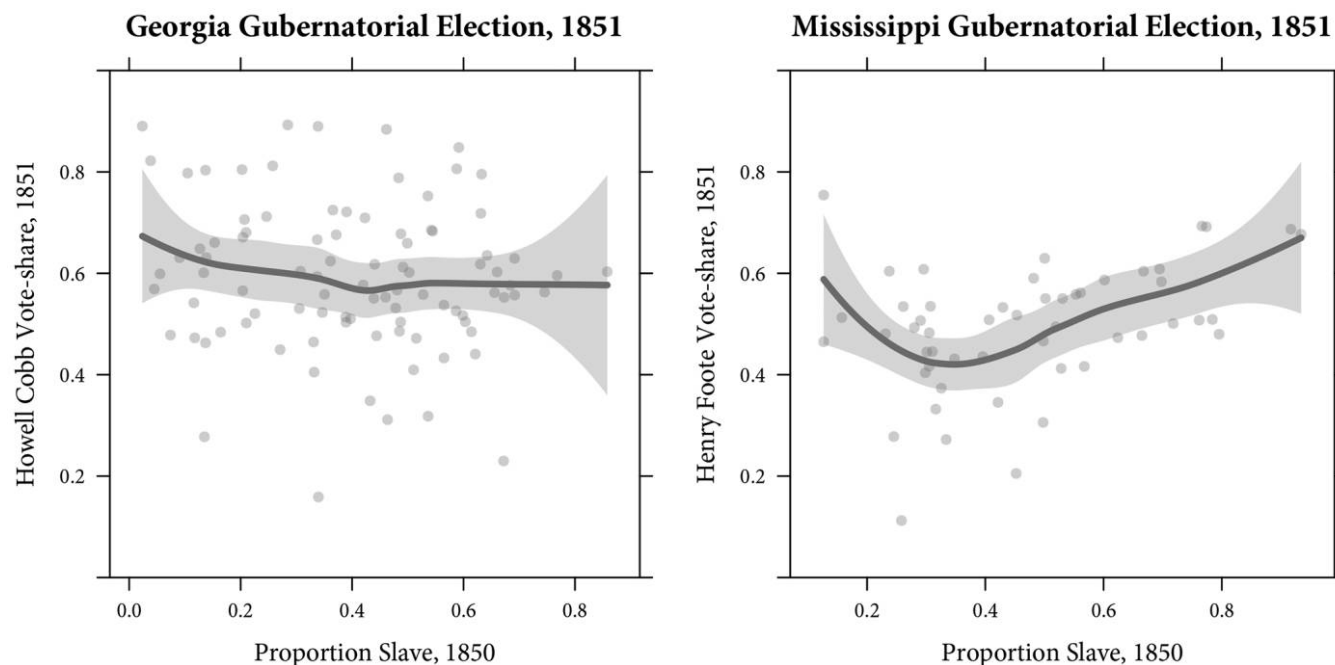 Georgia Gubernatorial Election, 1851
Howell Cobb Vote-share, 1851
0.8
0.6
0.4
0.2
0.0 0.2 0.4 0.6 0.8
Proportion Slave, 1850
Mississippi Gubernatorial Election, 1851
Henry Foote Vote-share, 1851
0.8
0.6
0.4
0.2
0.2 0.4 0.6 0.8
Proportion Slave, 1850